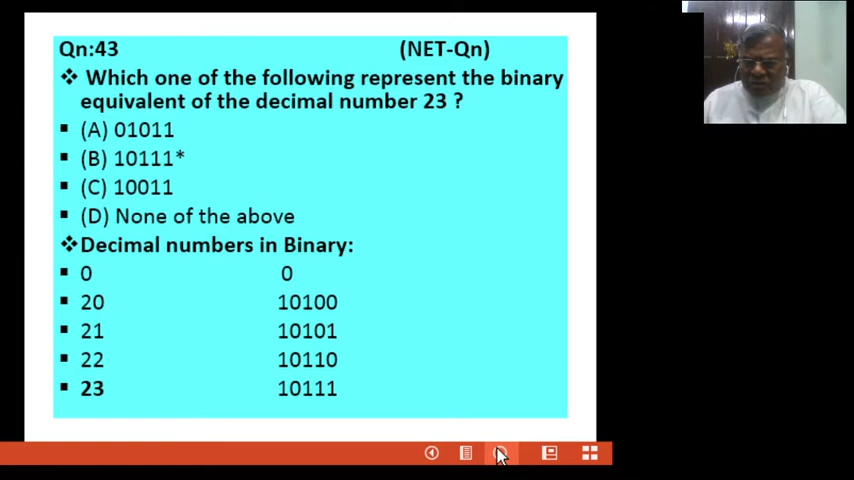 Qn:43 (NET-Qn)
❖ Which one of the following represent the binary
equivalent of the decimal number 23 ?
▪ (A) 01011
▪ (B) 10111*
▪ (C) 10011
▪ (D) None of the above
❖Decimal numbers in Binary:
▪ 0 0
▪ 20 10100
▪ 21 10101
▪ 22 10110
▪ 23 10111